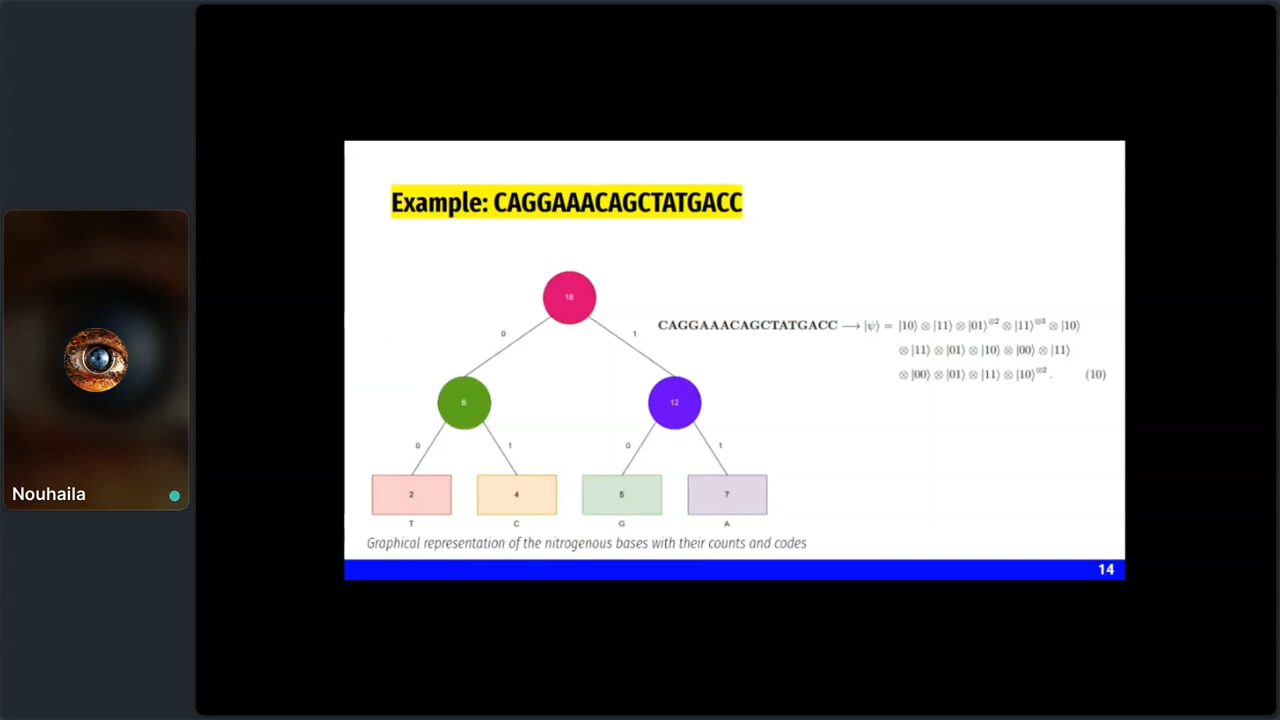 Example: CAGGAAACAGCTATGACC
18
0
1
CAGGAAACAGCTATGACC ⟶ |ψ⟩ = |10⟩ ⊗ |11⟩ ⊗ |01⟩⊗2 ⊗ |11⟩⊗3 ⊗ |10⟩
⊗ |11⟩ ⊗ |01⟩ ⊗ |10⟩ ⊗ |00⟩ ⊗ |11⟩
⊗ |00⟩ ⊗ |01⟩ ⊗ |11⟩ ⊗ |10⟩⊗2 . (10)
6
12
0
1
0
1
2
4
5
7
T
C
G
A
Graphical representation of the nitrogenous bases with their counts and codes
14
Nouhaila